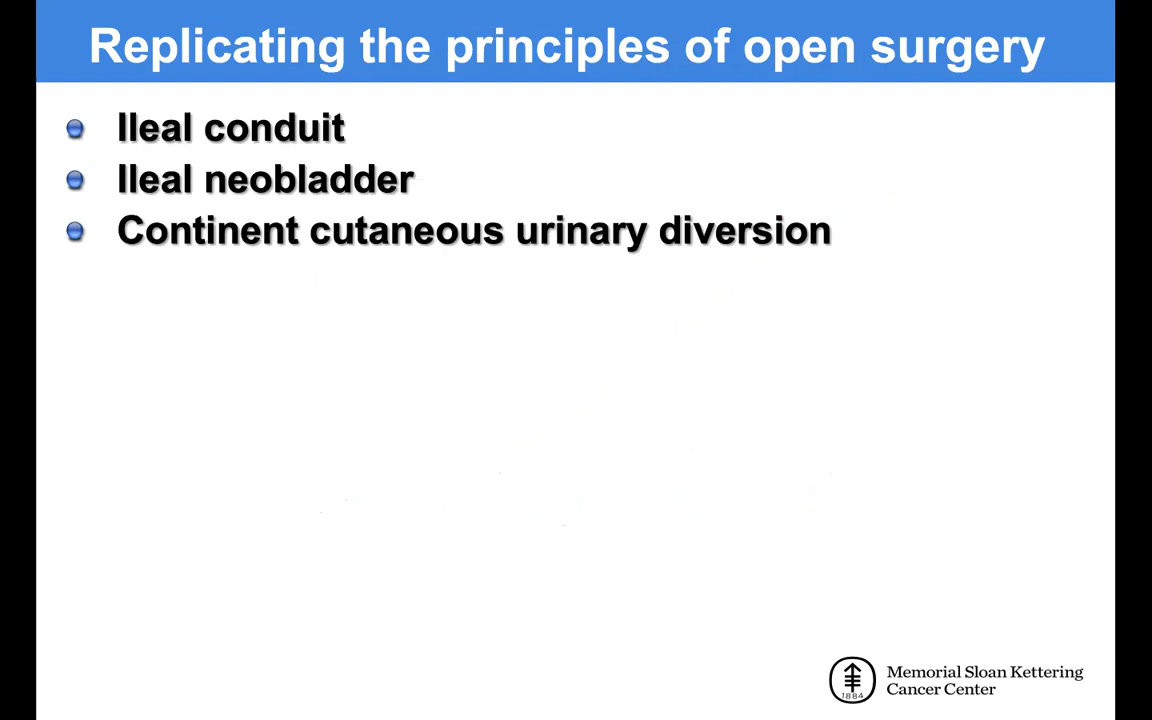 Replicating the principles of open surgery
Ileal conduit
Ileal neobladder
Continent cutaneous urinary diversion
1884
Memorial Sloan Kettering
Cancer Center